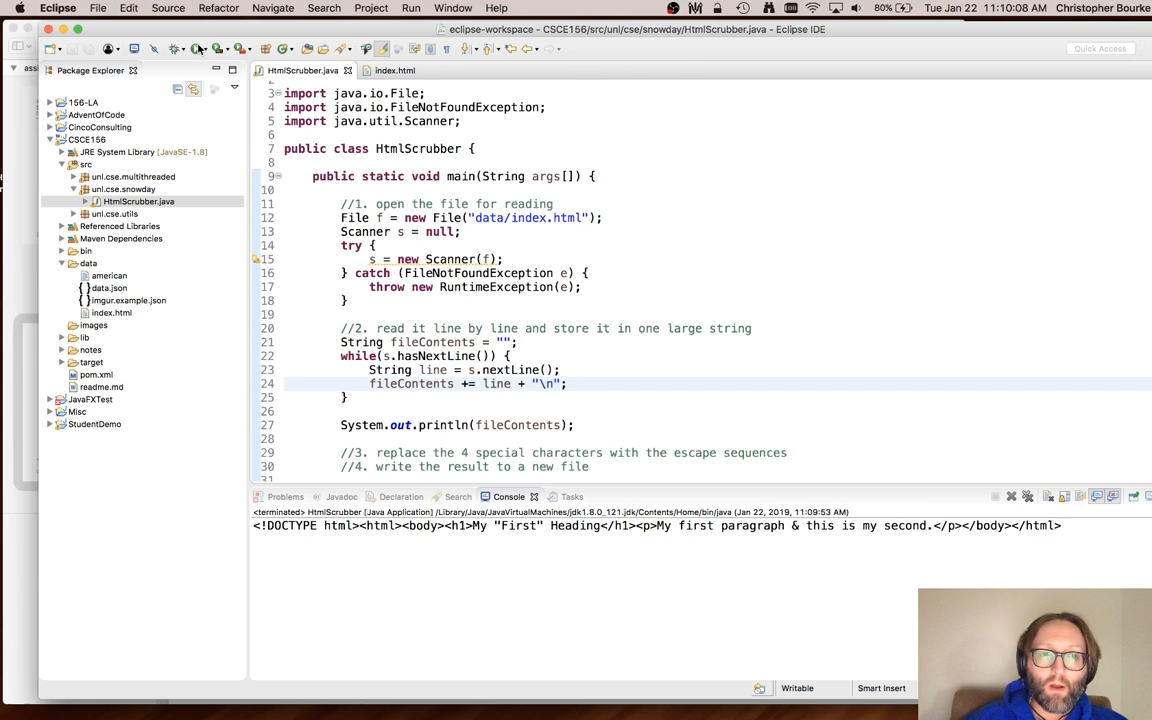 Eclipse File Edit Source Refactor Navigate Search Project Run Window Help 80% Tue Jan 22 11:10:08 AM Christopher Bourke
eclipse-workspace - CSCE156/src/unl/cse/snowday/HtmlScrubber.java - Eclipse IDE
Quick Access
Package Explorer
156-LA
AdventOfCode
CincoConsulting
CSCE156
JRE System Library [JavaSE-1.8]
src
unl.cse.multithreaded
unl.cse.snowday
HtmlScrubber.java
unl.cse.utils
Referenced Libraries
Maven Dependencies
bin
data
american
data.json
imgur.example.json
index.html
images
lib
notes
target
pom.xml
readme.md
JavaFXTest
Misc
StudentDemo
HtmlScrubber.java index.html
2
3 import java.io.File;
4 import java.io.FileNotFoundException;
5 import java.util.Scanner;
6
7 public class HtmlScrubber {
8
9 public static void main(String args[]) {
10
11 //1. open the file for reading
12 File f = new File("data/index.html");
13 Scanner s = null;
14 try {
15 s = new Scanner(f);
16 } catch (FileNotFoundException e) {
17 throw new RuntimeException(e);
18 }
19
20 //2. read it line by line and store it in one large string
21 String fileContents = "";
22 while(s.hasNextLine()) {
23 String line = s.nextLine();
24 fileContents += line + "\n";
25 }
26
27 System.out.println(fileContents);
28
29 //3. replace the 4 special characters with the escape sequences
30 //4. write the result to a new file
31
Problems Javadoc Declaration Search Console Tasks
<terminated> HtmlScrubber [Java Application] /Library/Java/JavaVirtualMachines/jdk1.8.0_121.jdk/Contents/Home/bin/java (Jan 22, 2019, 11:09:53 AM)
<!DOCTYPE html><html><body><h1>My "First" Heading</h1><p>My first paragraph & this is my second.</p></body></html>
Writable Smart Insert